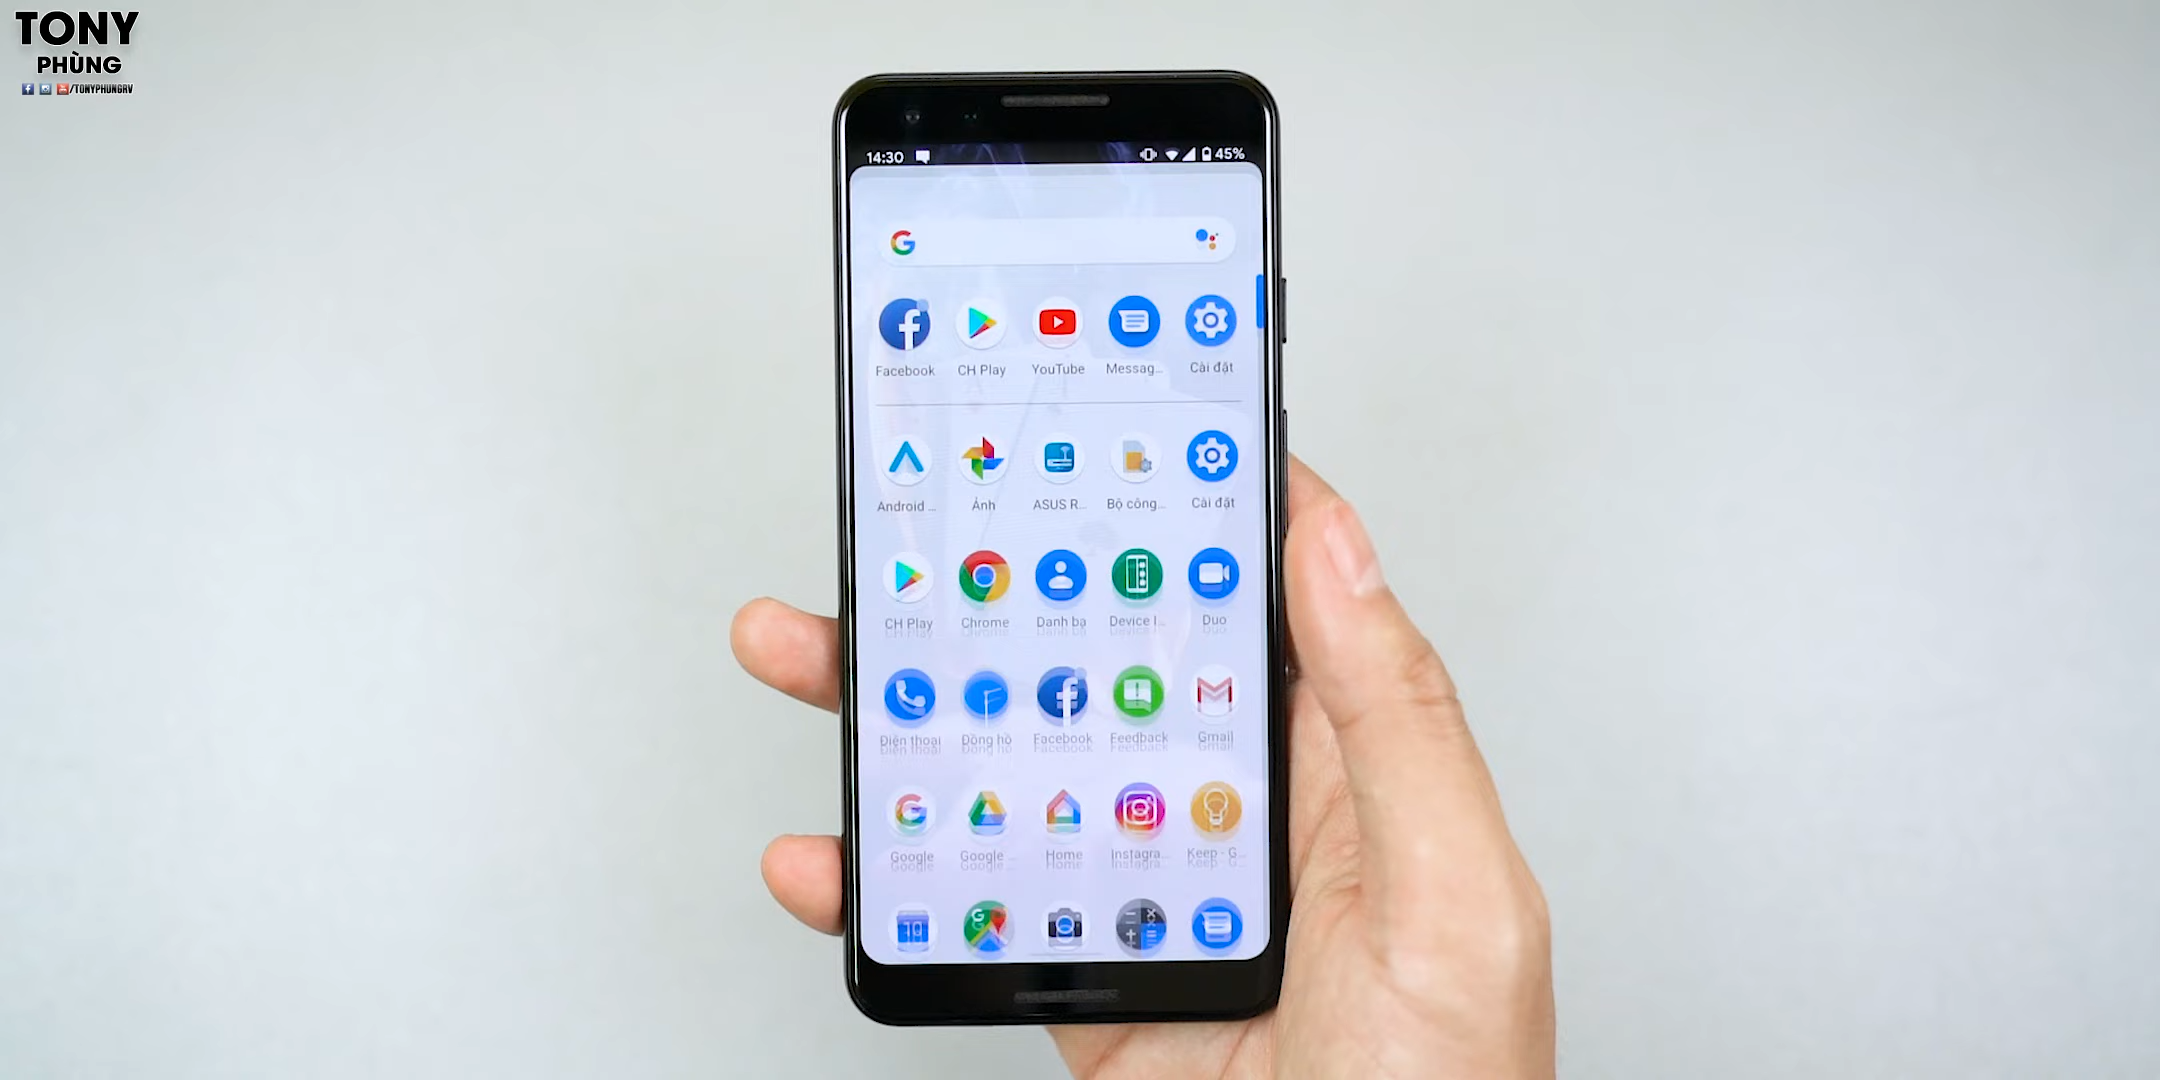 TONY
PHÙNG
/TONYPHUNGRV
14:30 45%
Facebook CH Play YouTube Messag... Cài đặt
Android ... Ảnh ASUS R... Bộ công... Cài đặt
CH Play Chrome Danh bạ Device I... Duo
Điện thoại Đồng hồ Facebook Feedback Gmail
Google Google ... Home Instagra... Keep - G...